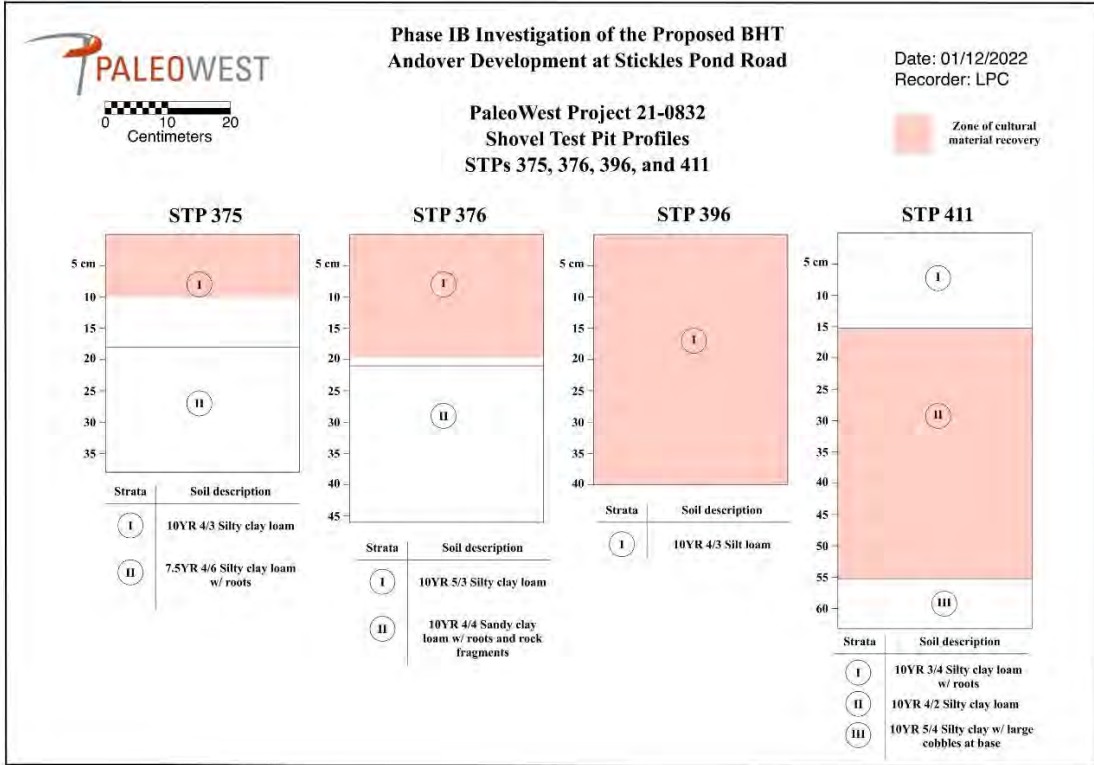 PALEOWEST
0 10 20
Centimeters
Phase IB Investigation of the Proposed BHT
Andover Development at Stickles Pond Road
PaleoWest Project 21-0832
Shovel Test Pit Profiles
STPs 375, 376, 396, and 411
Date: 01/12/2022
Recorder: LPC
Zone of cultural
material recovery
STP 375
5 cm
10
15
20
25
30
35
I
II
Strata Soil description
I 10YR 4/3 Silty clay loam
II 7.5YR 4/6 Silty clay loam
w/ roots
STP 376
5 cm
10
15
20
25
30
35
40
45
I
II
Strata Soil description
I 10YR 5/3 Silty clay loam
II 10YR 4/4 Sandy clay
loam w/ roots and rock
fragments
STP 396
5 cm
10
15
20
25
30
35
40
I
Strata Soil description
I 10YR 4/3 Silt loam
STP 411
5 cm
10
15
20
25
30
35
40
45
50
55
60
I
II
III
Strata Soil description
I 10YR 3/4 Silty clay loam
w/ roots
II 10YR 4/2 Silty clay loam
III 10YR 5/4 Silty clay w/ large
cobbles at base